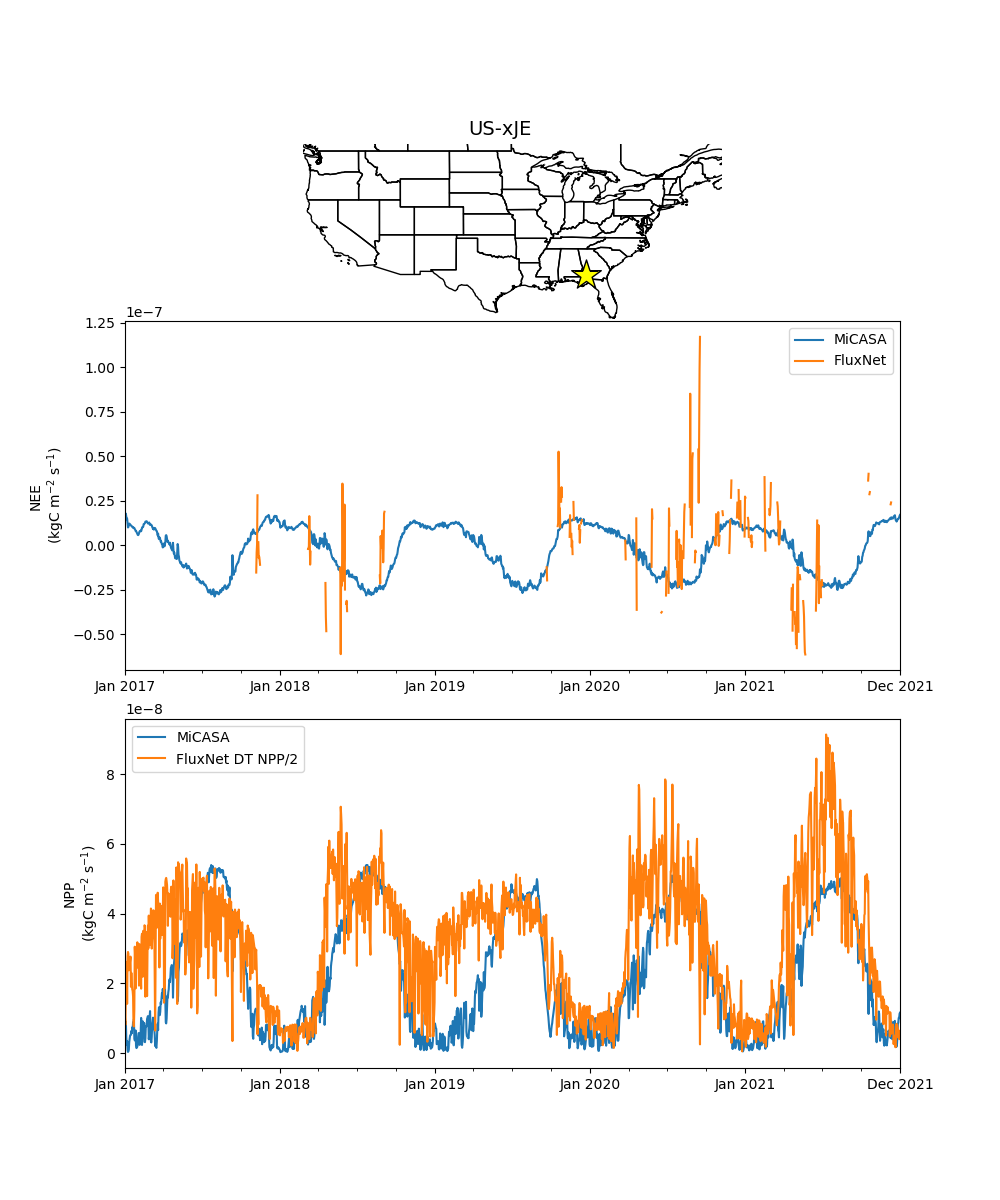 US-xJE
1e−7
1.25
1.00
0.75
0.50
0.25
0.00
−0.25
−0.50
NEE
(kgC m⁻² s⁻¹)
MiCASA
FluxNet
Jan 2017 Jan 2018 Jan 2019 Jan 2020 Jan 2021 Dec 2021
1e−8
8
6
4
2
0
NPP
(kgC m⁻² s⁻¹)
MiCASA
FluxNet DT NPP/2
Jan 2017 Jan 2018 Jan 2019 Jan 2020 Jan 2021 Dec 2021